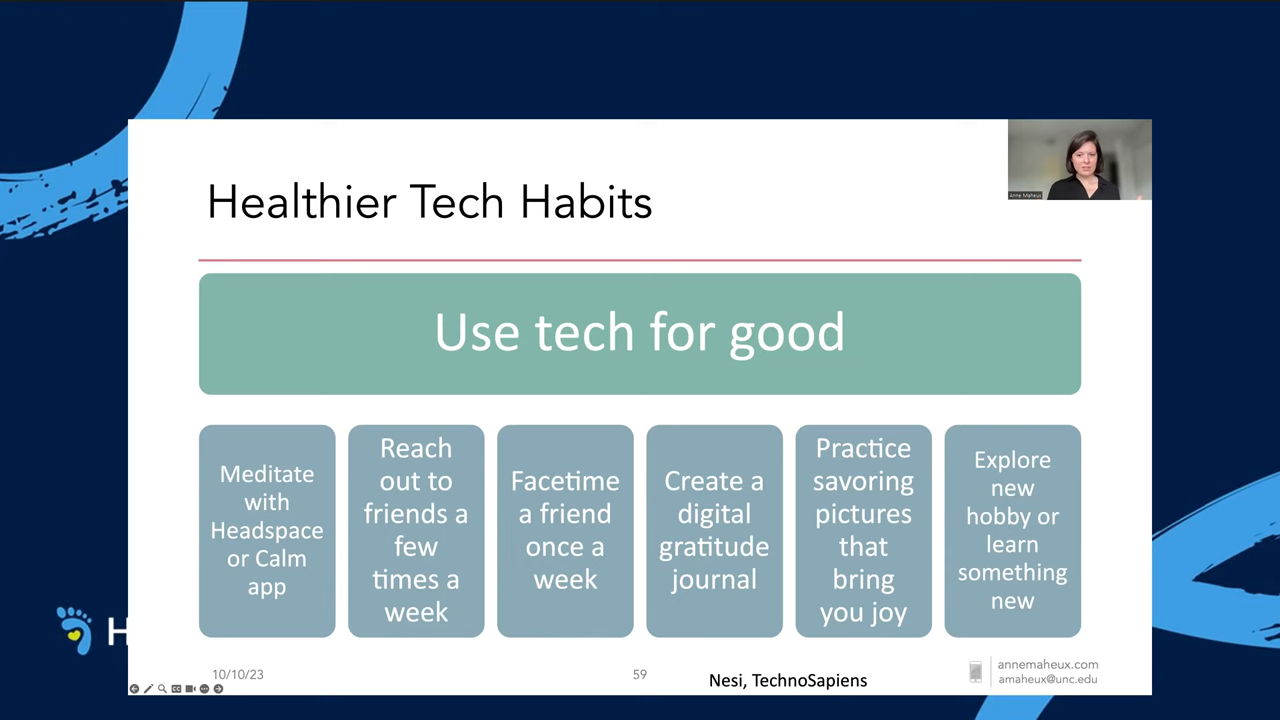 Healthier Tech Habits
Anne Maheux
Use tech for good
Meditate
with
Headspace
or Calm
app
Reach
out to
friends a
few
times a
week
Facetime
a friend
once a
week
Create a
digital
gratitude
journal
Practice
savoring
pictures
that
bring
you joy
Explore
new
hobby or
learn
something
new
H
10/10/23
59
Nesi, TechnoSapiens
annemaheux.com
amaheux@unc.edu